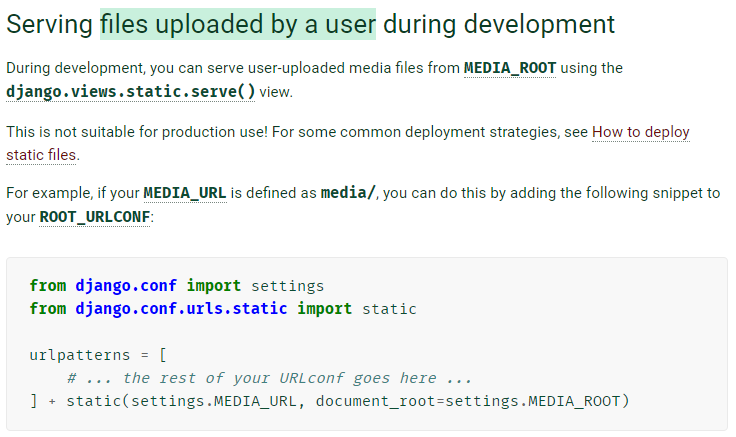 Serving files uploaded by a user during development
During development, you can serve user-uploaded media files from MEDIA_ROOT using the
django.views.static.serve() view.
This is not suitable for production use! For some common deployment strategies, see How to deploy
static files.
For example, if your MEDIA_URL is defined as media/, you can do this by adding the following snippet to
your ROOT_URLCONF:
from django.conf import settings
from django.conf.urls.static import static
urlpatterns = [
    # ... the rest of your URLconf goes here ...
] + static(settings.MEDIA_URL, document_root=settings.MEDIA_ROOT)